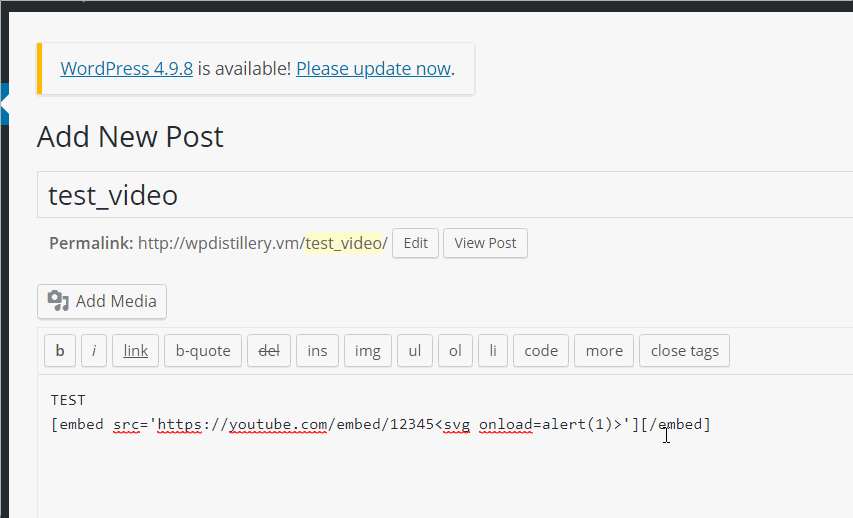 WordPress 4.9.8 is available! Please update now.
Add New Post
test_video
Permalink: http://wpdistillery.vm/test_video/ Edit View Post
Add Media
b i link b-quote del ins img ul ol li code more close tags
TEST
[embed src='https://youtube.com/embed/12345<svg onload=alert(1)>'][/embed]